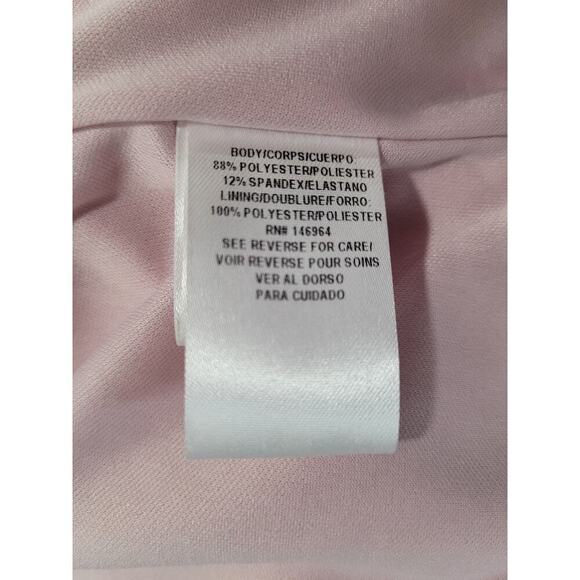 BODY/CORPS/CUERPO
88% POLYESTER/POLIESTER
12% SPANDEX/ELASTANO
LINING/DOUBLURE/FORRO:
100% POLYESTER/POLIESTER
RN# 146964
SEE REVERSE FOR CARE/
VOIR REVERSE POUR SOINS
VER AL DORSO
PARA CUIDADO